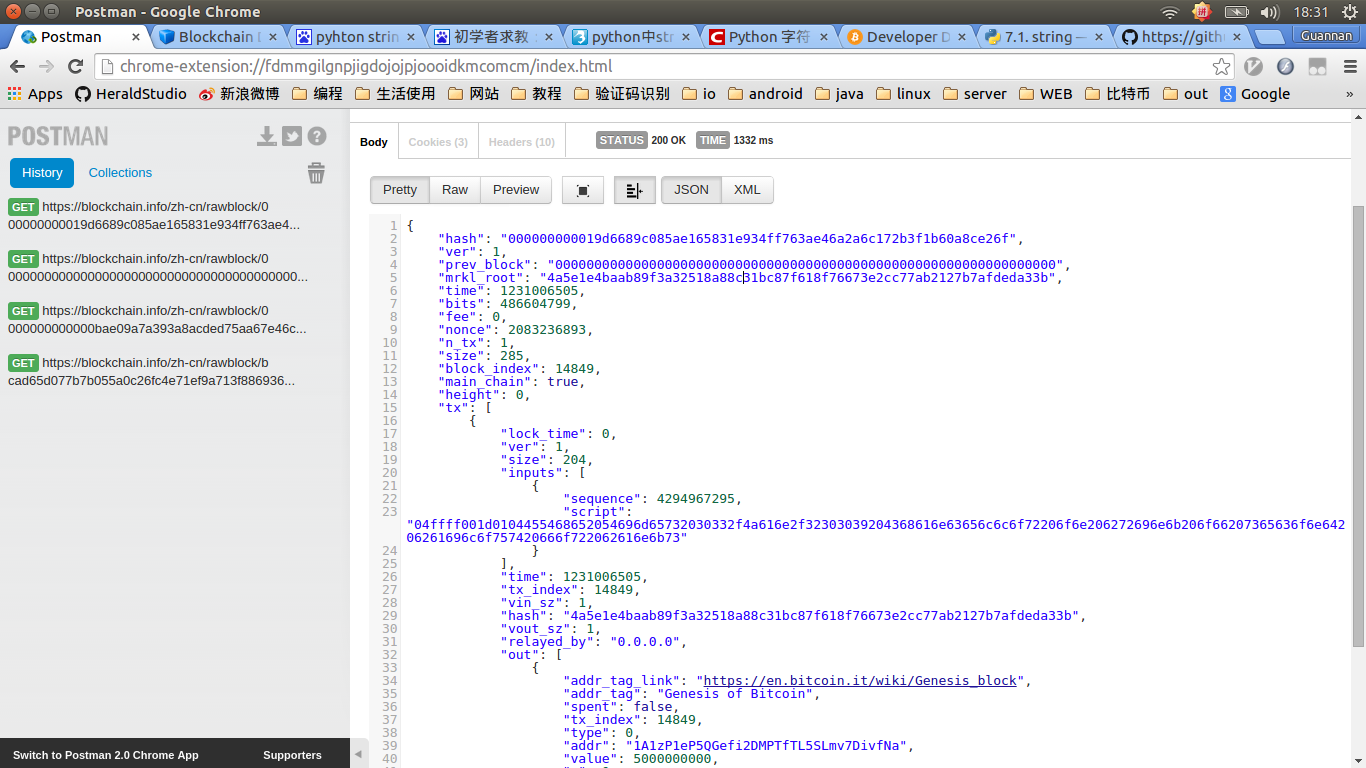 Postman - Google Chrome
18:31
Postman × Blockchain D × pyhton strin × 初学者求教 × python中str × Python 字符 × Developer D × 7.1. string — × https://gith × Guannan
chrome-extension://fdmmgilgnpjigdojojpjoooidkmcomcm/index.html
Apps HeraldStudio 新浪微博 编程 生活使用 网站 教程 验证码识别 io android java linux server WEB 比特币 out Google »
POSTMAN
History Collections
GET https://blockchain.info/zh-cn/rawblock/0
00000000019d6689c085ae165831e934ff763ae4...
GET https://blockchain.info/zh-cn/rawblock/0
GET https://blockchain.info/zh-cn/rawblock/0
000000000000bae09a7a393a8acded75aa67e46c...
GET https://blockchain.info/zh-cn/rawblock/b
cad65d077b7b055a0c26fc4e71ef9a713f886936...
Switch to Postman 2.0 Chrome App Supporters
Body Cookies (3) Headers (10) STATUS 200 OK TIME 1332 ms
Pretty Raw Preview JSON XML
1 {
2 "hash": "000000000019d6689c085ae165831e934ff763ae46a2a6c172b3f1b60a8ce26f",
3 "ver": 1,
4 "prev_block": "0000000000000000000000000000000000000000000000000000000000000000",
5 "mrkl_root": "4a5e1e4baab89f3a32518a88c31bc87f618f76673e2cc77ab2127b7afdeda33b",
6 "time": 1231006505,
7 "bits": 486604799,
8 "fee": 0,
9 "nonce": 2083236893,
10 "n_tx": 1,
11 "size": 285,
12 "block_index": 14849,
13 "main_chain": true,
14 "height": 0,
15 "tx": [
16 {
17 "lock_time": 0,
18 "ver": 1,
19 "size": 204,
20 "inputs": [
21 {
22 "sequence": 4294967295,
23 "script":
"04ffff001d0104455468652054696d65732030332f4a616e2f32303039204368616e63656c6c6f72206f6e206272696e6b206f66207365636f6e642
06261696c6f757420666f722062616e6b73"
24 }
25 ],
26 "time": 1231006505,
27 "tx_index": 14849,
28 "vin_sz": 1,
29 "hash": "4a5e1e4baab89f3a32518a88c31bc87f618f76673e2cc77ab2127b7afdeda33b",
30 "vout_sz": 1,
31 "relayed_by": "0.0.0.0",
32 "out": [
33 {
34 "addr_tag_link": "https://en.bitcoin.it/wiki/Genesis_block",
35 "addr_tag": "Genesis of Bitcoin",
36 "spent": false,
37 "tx_index": 14849,
38 "type": 0,
39 "addr": "1A1zP1eP5QGefi2DMPTfTL5SLmv7DivfNa",
40 "value": 5000000000,